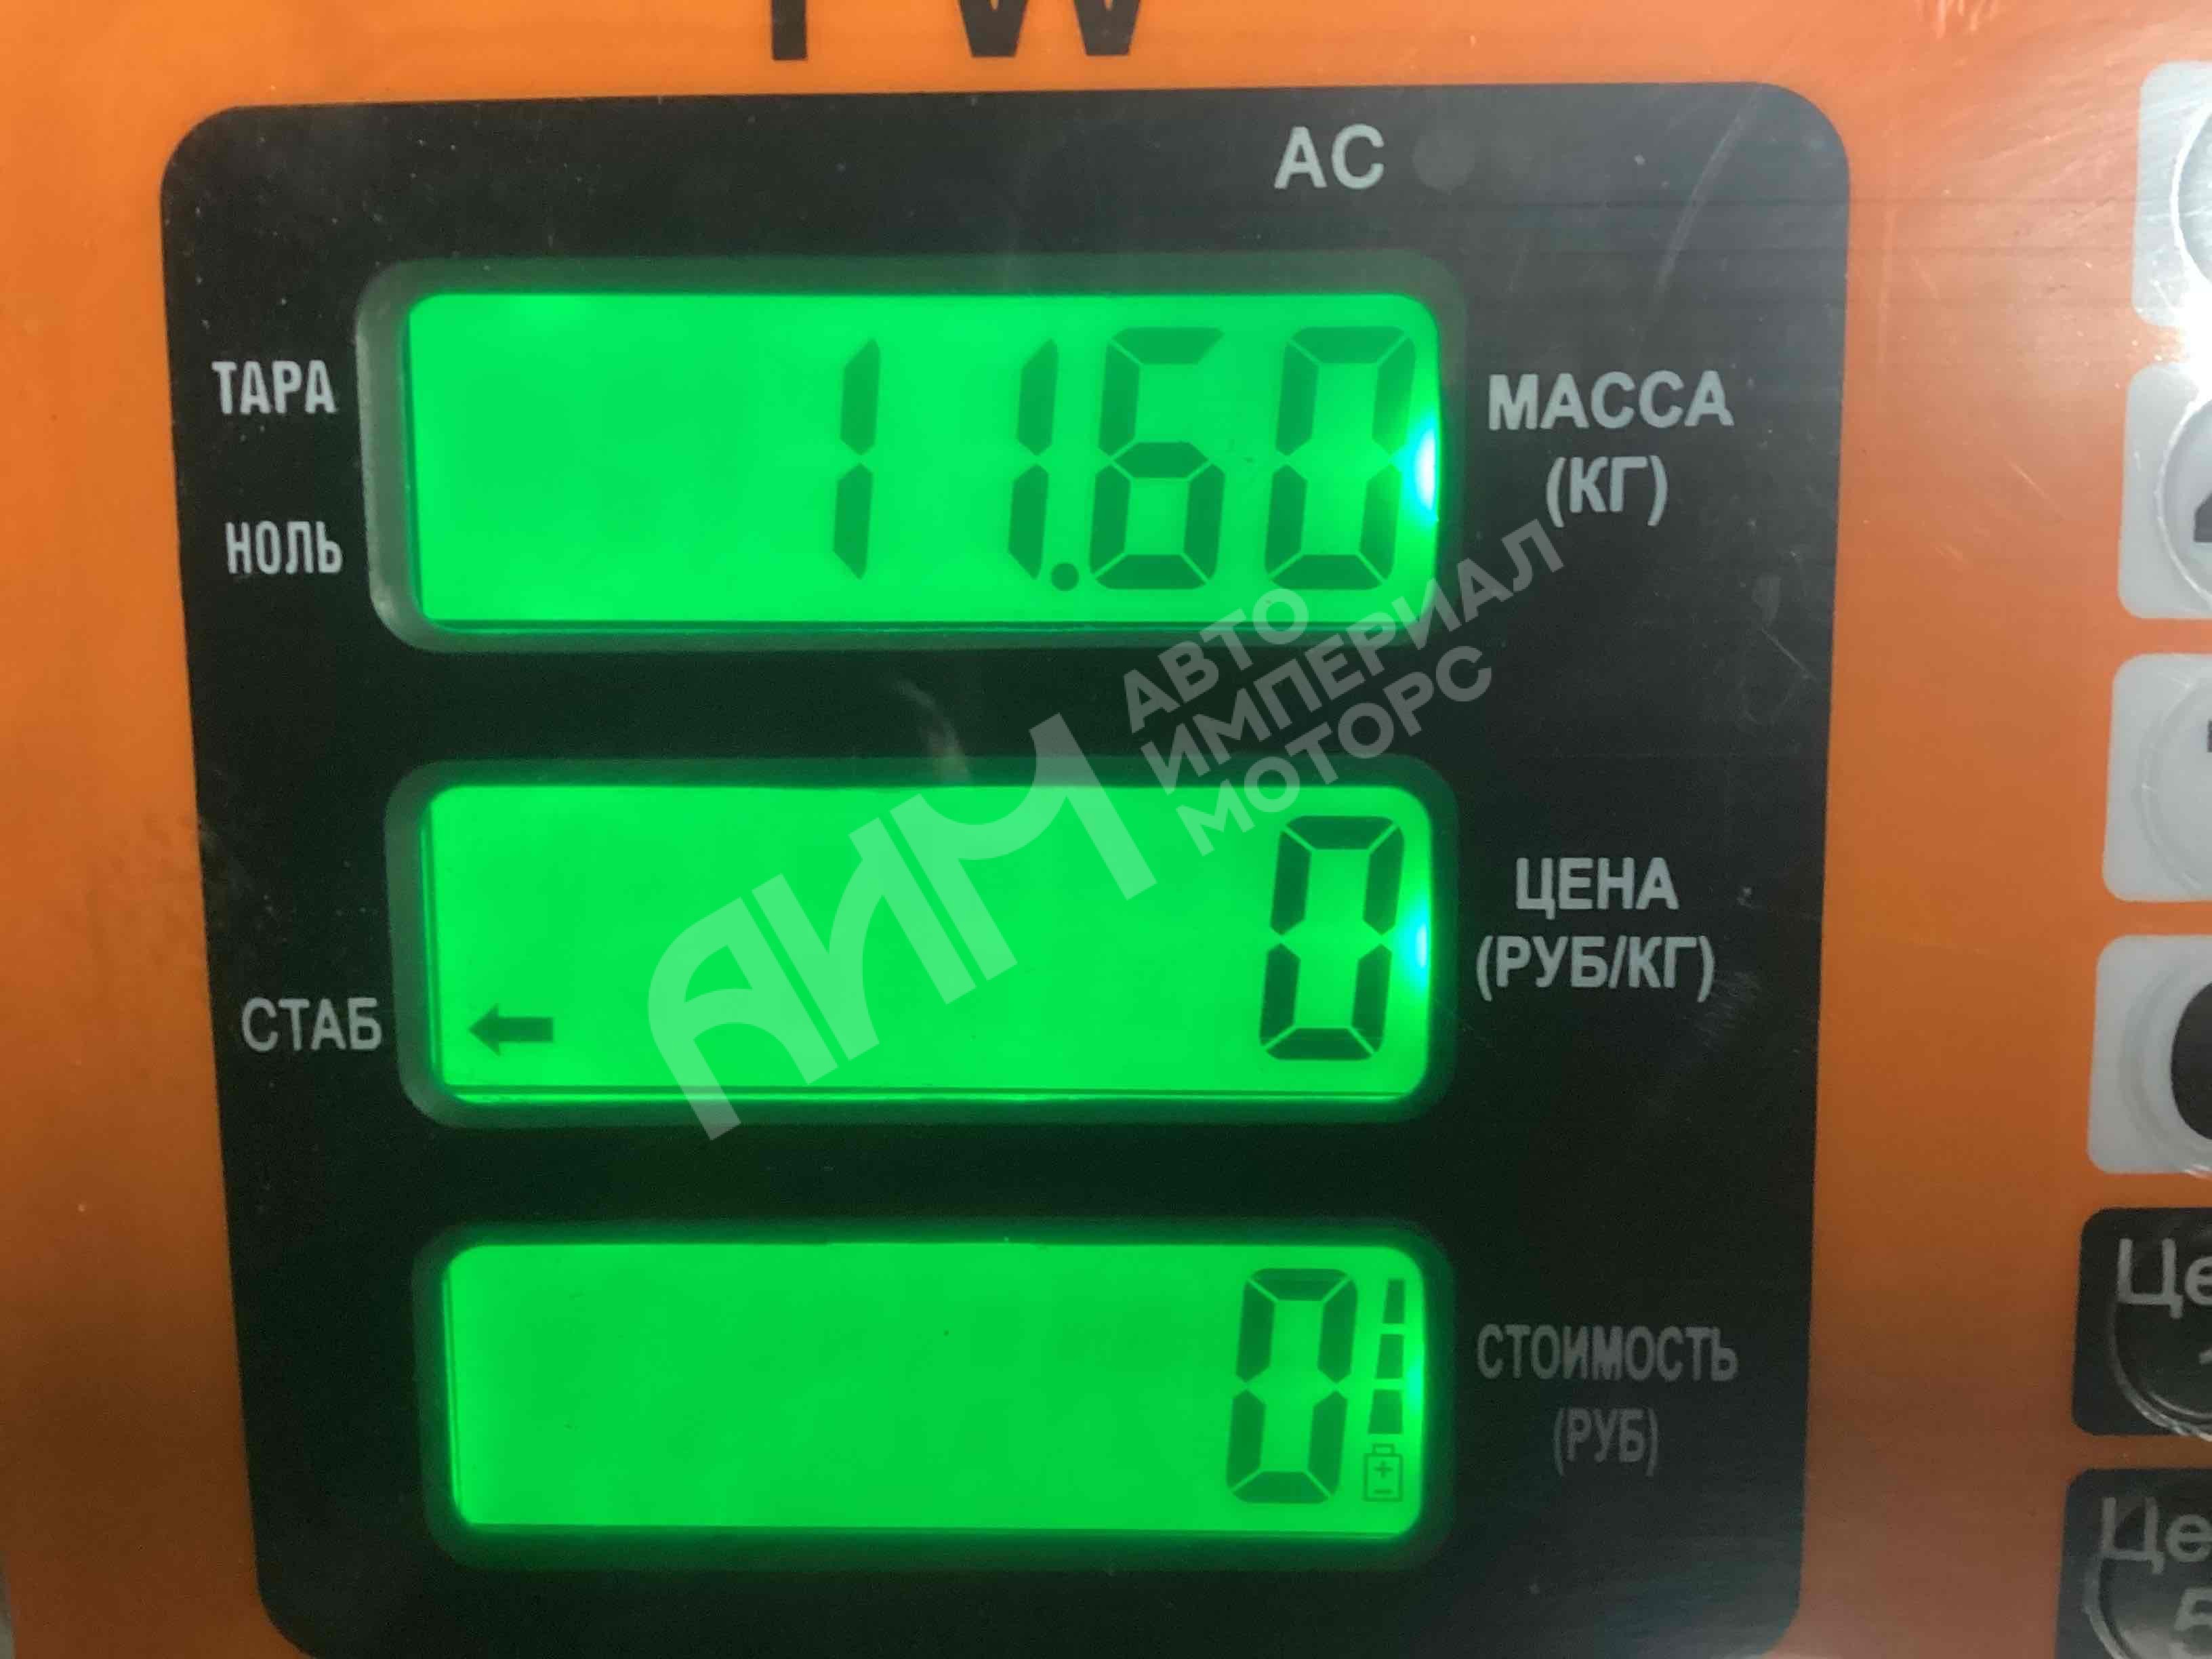 AC
ТАРА
НОЛЬ
11.60
МАССА
(КГ)
АИМ
АВТО
ИМПЕРИАЛ
МОТОРС
СТАБ
0
ЦЕНА
(РУБ/КГ)
0
СТОИМОСТЬ
(РУБ)